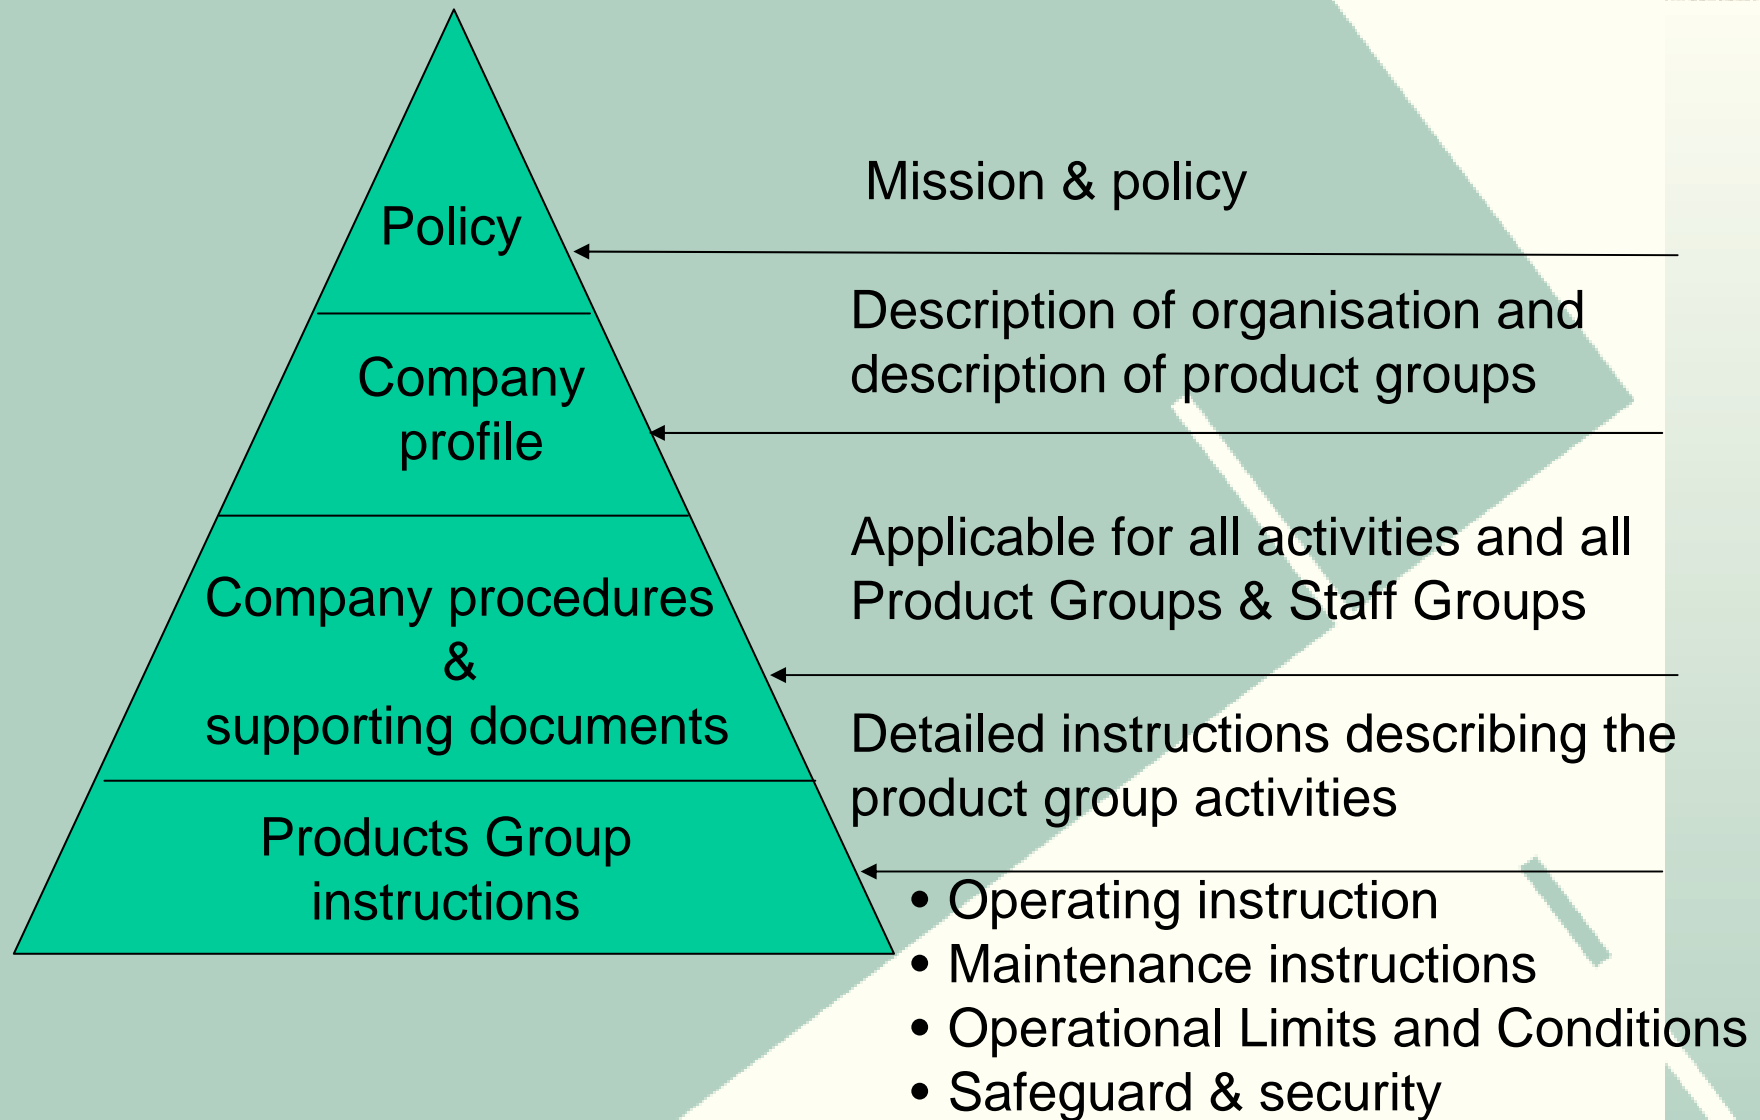 Policy
Company
profile
Company procedures
&
supporting documents
Products Group
instructions
Mission & policy
Description of organisation and
description of product groups
Applicable for all activities and all
Product Groups & Staff Groups
Detailed instructions describing the
product group activities
• Operating instruction
• Maintenance instructions
• Operational Limits and Conditions
• Safeguard & security